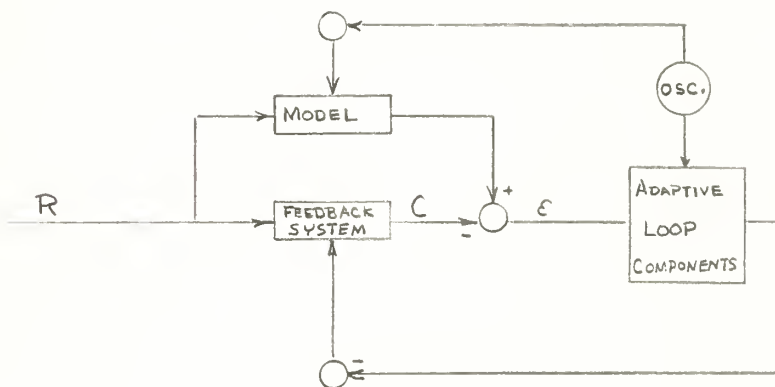 OSC.
MODEL
R
FEEDBACK
SYSTEM
C
-
+
ε
ADAPTIVE
LOOP
COMPONENTS
-